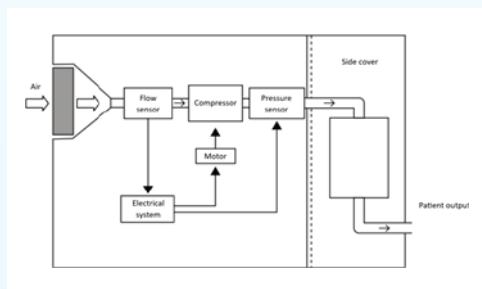 Side cover
Air
Flow
sensor
Compressor
Pressure
sensor
Motor
Electrical
system
Patient output